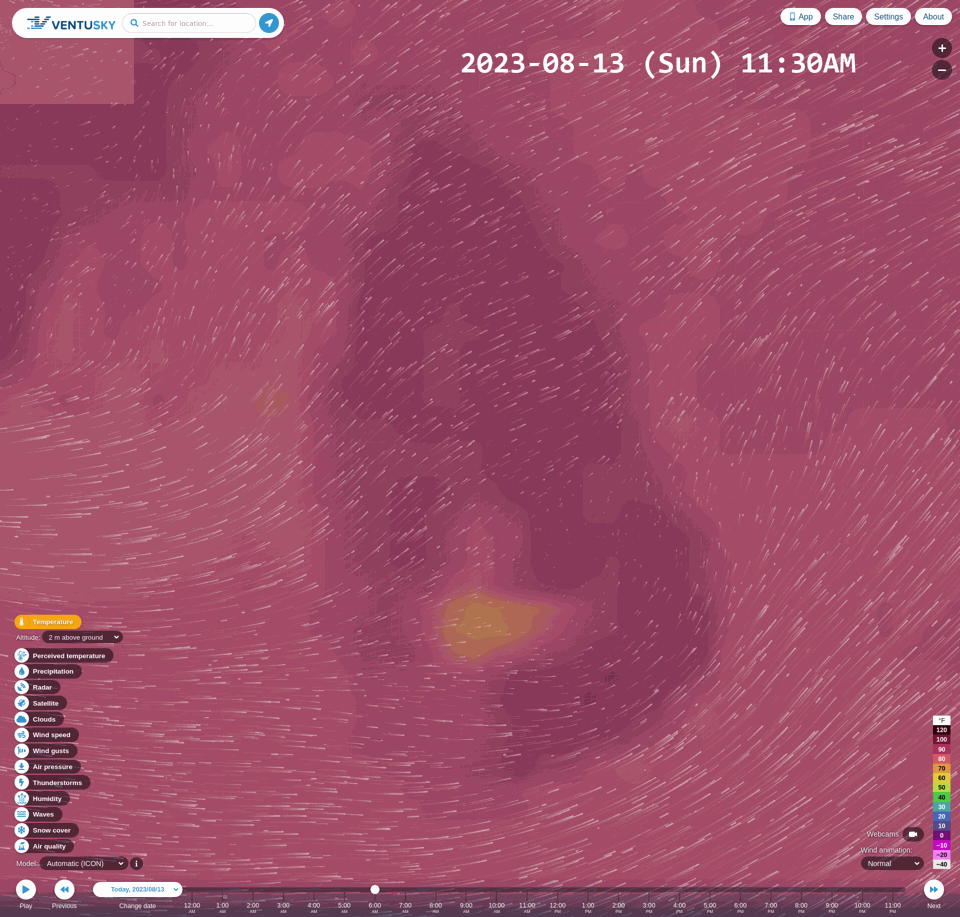 VENTUSKY
Search for location...
App
Share
Settings
About
2023-08-13 (Sun) 11:30AM
+
−
Temperature
Altitude: 2 m above ground
Perceived temperature
Precipitation
Radar
Satellite
Clouds
Wind speed
Wind gusts
Air pressure
Thunderstorms
Humidity
Waves
Snow cover
Air quality
Model: Automatic (ICON) i
°F
120
100
90
80
70
60
50
40
30
20
10
0
−10
−20
−40
Webcams
Wind animation:
Normal
Play
Previous
Today, 2023/08/13
Change date
12:00 AM
1:00 AM
2:00 AM
3:00 AM
4:00 AM
5:00 AM
6:00 AM
7:00 AM
8:00 AM
9:00 AM
10:00 AM
11:00 AM
12:00 PM
1:00 PM
2:00 PM
3:00 PM
4:00 PM
5:00 PM
6:00 PM
7:00 PM
8:00 PM
9:00 PM
10:00 PM
11:00 PM
Next